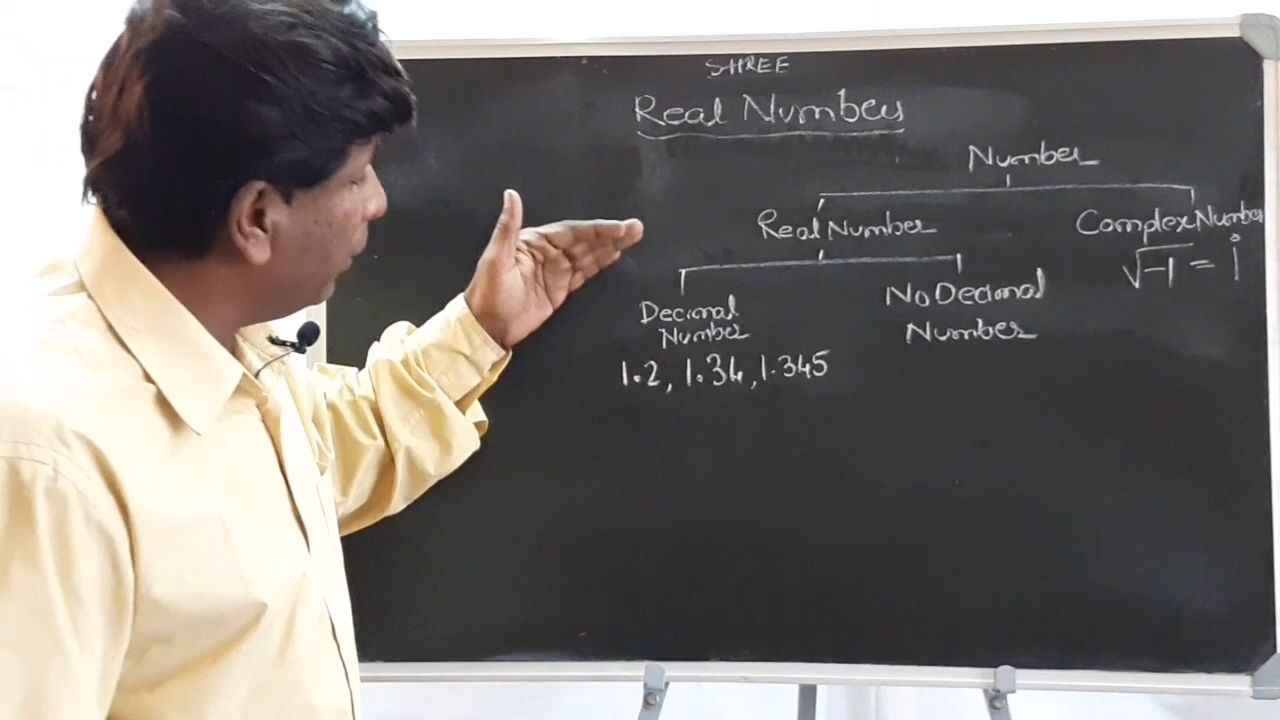 SHREE
Real Numbers
Number
Real Number
Complex Number
√-1 = i
Decimal
Number
No Decimal
Number
1.2, 1.34, 1.345